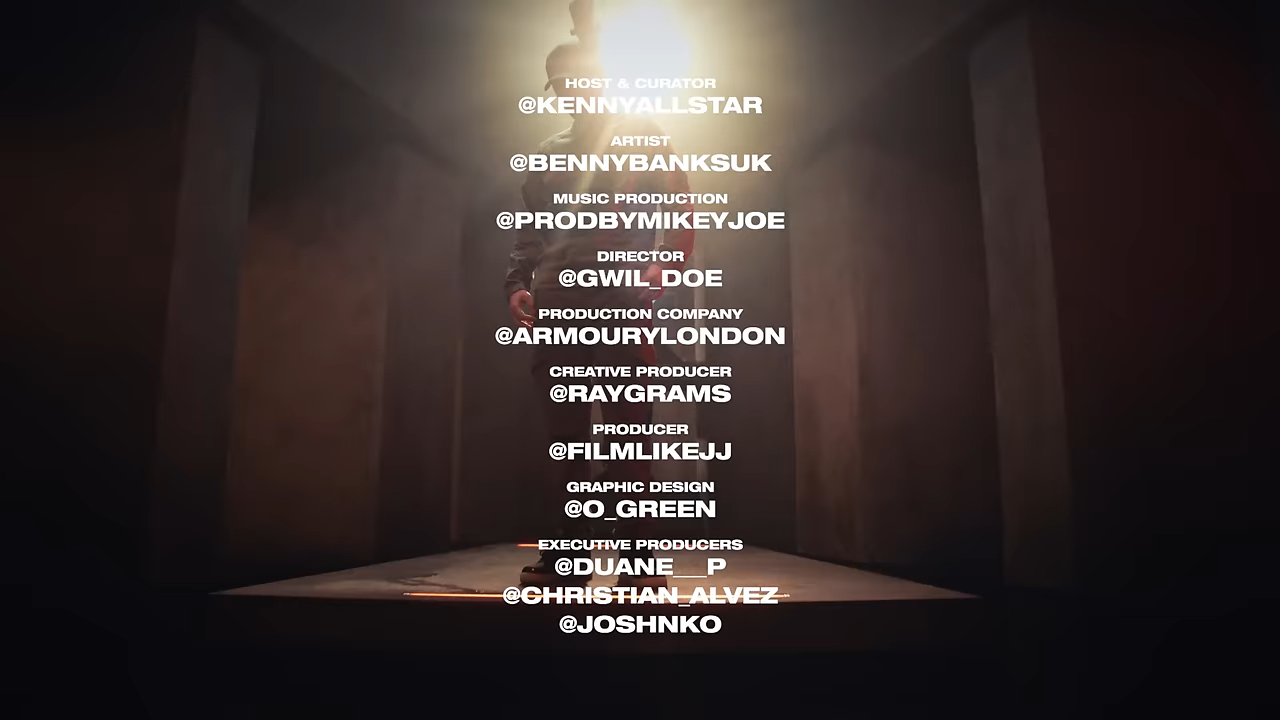 HOST & CURATOR
@KENNYALLSTAR
ARTIST
@BENNYBANKSUK
MUSIC PRODUCTION
@PRODBYMIKEYJOE
DIRECTOR
@GWIL_DOE
PRODUCTION COMPANY
@ARMOURYLONDON
CREATIVE PRODUCER
@RAYGRAMS
PRODUCER
@FILMLIKEJJ
GRAPHIC DESIGN
@O_GREEN
EXECUTIVE PRODUCERS
@DUANE___P
@CHRISTIAN_ALVEZ
@JOSHNKO